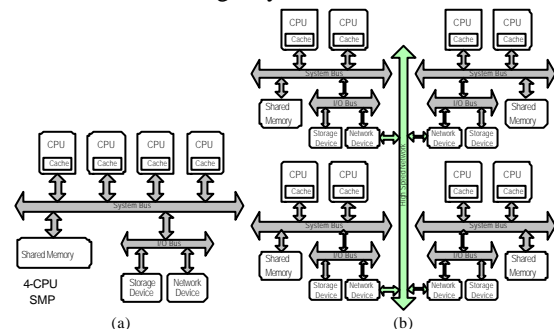 CPU CPU CPU CPU
Cache Cache Cache Cache
System Bus
Shared Memory
I/O Bus
4-CPU
SMP
Storage Device
Network Device
(a)
CPU CPU CPU CPU
Cache Cache Cache Cache
System Bus System Bus
I/O Bus I/O Bus
Shared Memory
Shared Memory
Storage Device
Network Device
Network Device
Storage Device
CPU CPU CPU CPU
Cache Cache Cache Cache
System Bus System Bus
I/O Bus I/O Bus
Shared Memory
Shared Memory
Storage Device
Network Device
Network Device
Storage Device
(b)